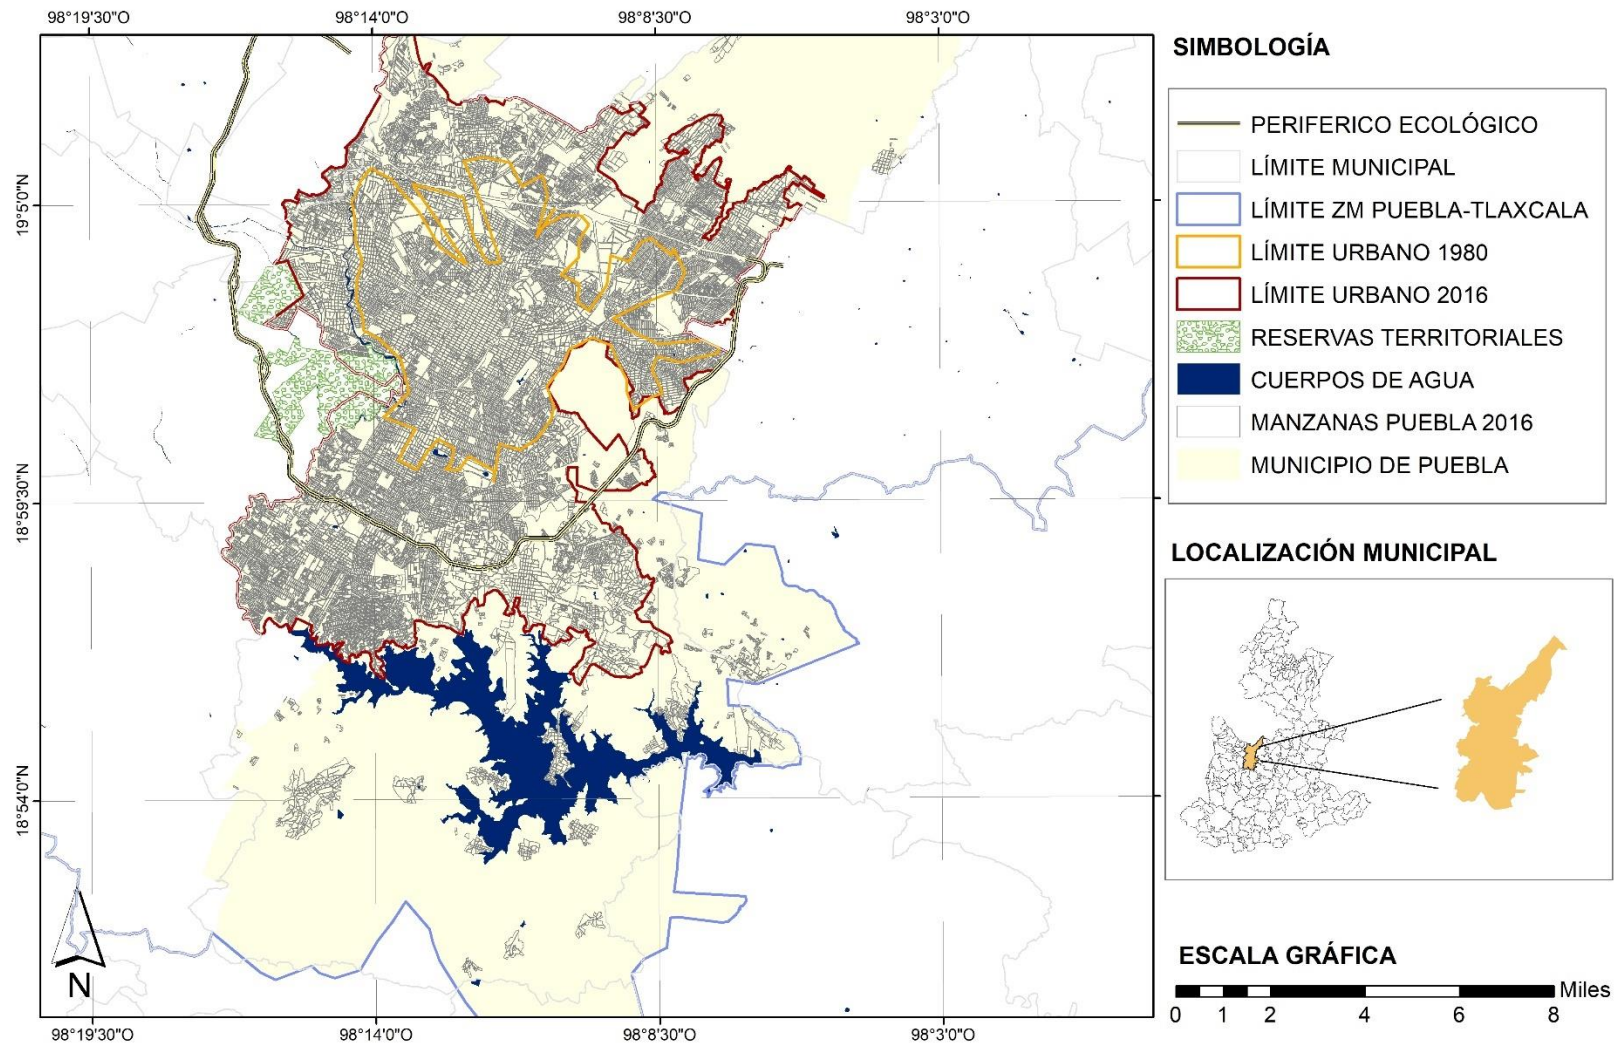 98°19'30"O
98°14'0"O
98°8'30"O
98°3'0"O
19°5'0"N
18°59'30"N
18°54'0"N
N
98°19'30"O
98°14'0"O
98°8'30"O
98°3'0"O
SIMBOLOGÍA
PERIFERICO ECOLÓGICO
LÍMITE MUNICIPAL
LÍMITE ZM PUEBLA-TLAXCALA
LÍMITE URBANO 1980
LÍMITE URBANO 2016
RESERVAS TERRITORIALES
CUERPOS DE AGUA
MANZANAS PUEBLA 2016
MUNICIPIO DE PUEBLA
LOCALIZACIÓN MUNICIPAL
ESCALA GRÁFICA
Miles
0 1 2 4 6 8